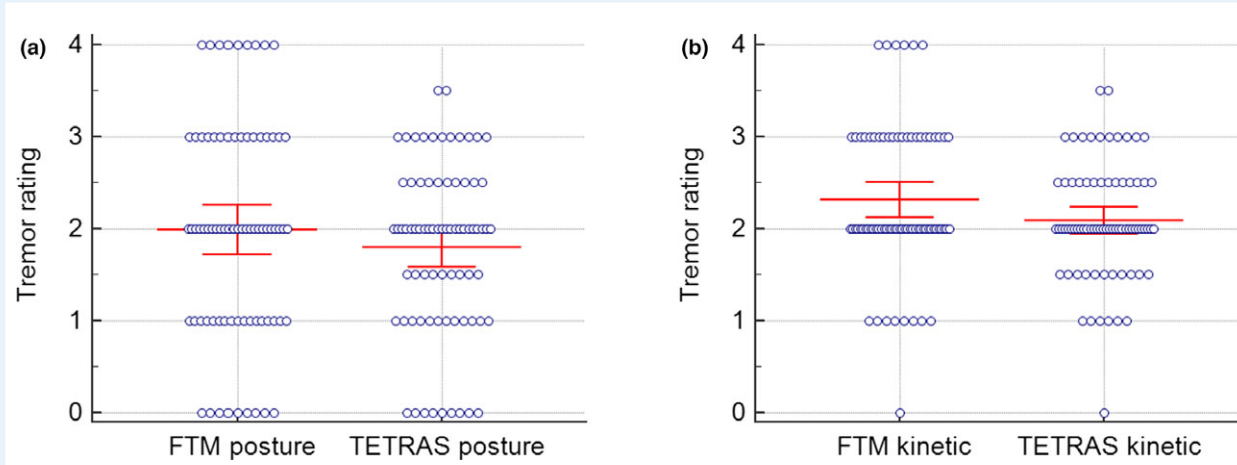 (a)
Tremor rating
4
3
2
1
0
FTM posture
TETRAS posture
(b)
Tremor rating
4
3
2
1
0
FTM kinetic
TETRAS kinetic